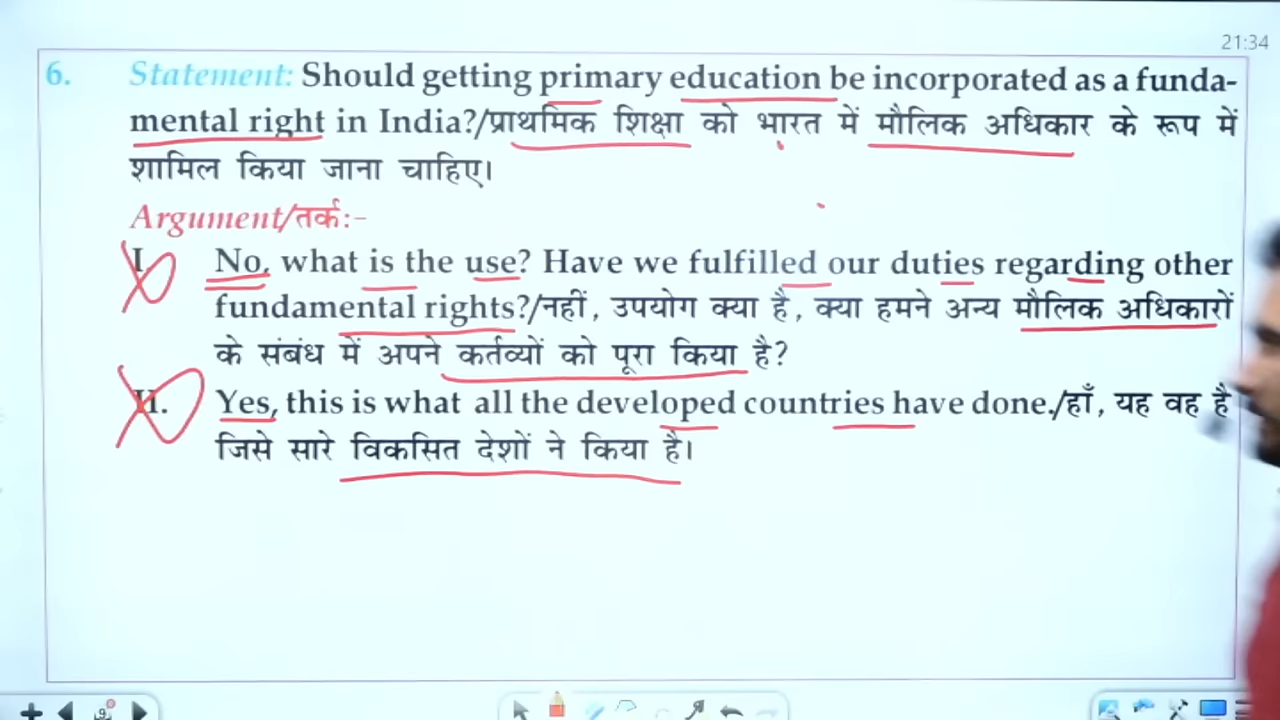 21:34
6. Statement: Should getting primary education be incorporated as a funda-
mental right in India?/प्राथमिक शिक्षा को भारत में मौलिक अधिकार के रूप में
शामिल किया जाना चाहिए।
Argument/तर्क:-
I. No, what is the use? Have we fulfilled our duties regarding other
fundamental rights?/नहीं, उपयोग क्या है, क्या हमने अन्य मौलिक अधिकारों
के संबंध में अपने कर्तव्यों को पूरा किया है?
II. Yes, this is what all the developed countries have done./हाँ, यह वह है
जिसे सारे विकसित देशों ने किया है।